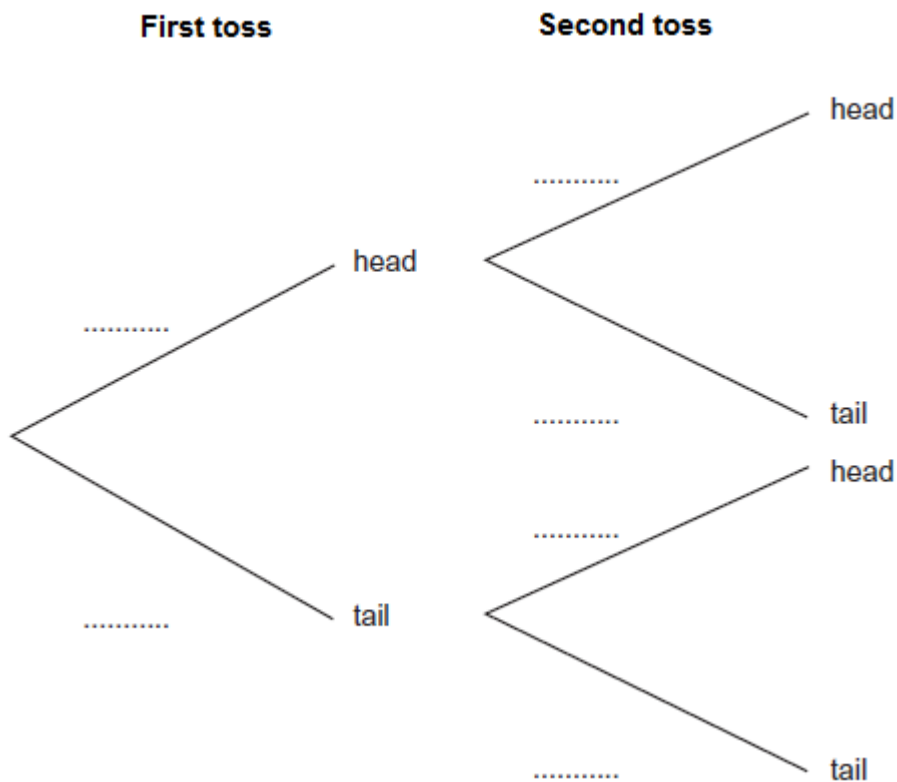 First toss
Second toss
head
...........
head
...........
...........
tail
head
...........
tail
...........
...........
tail